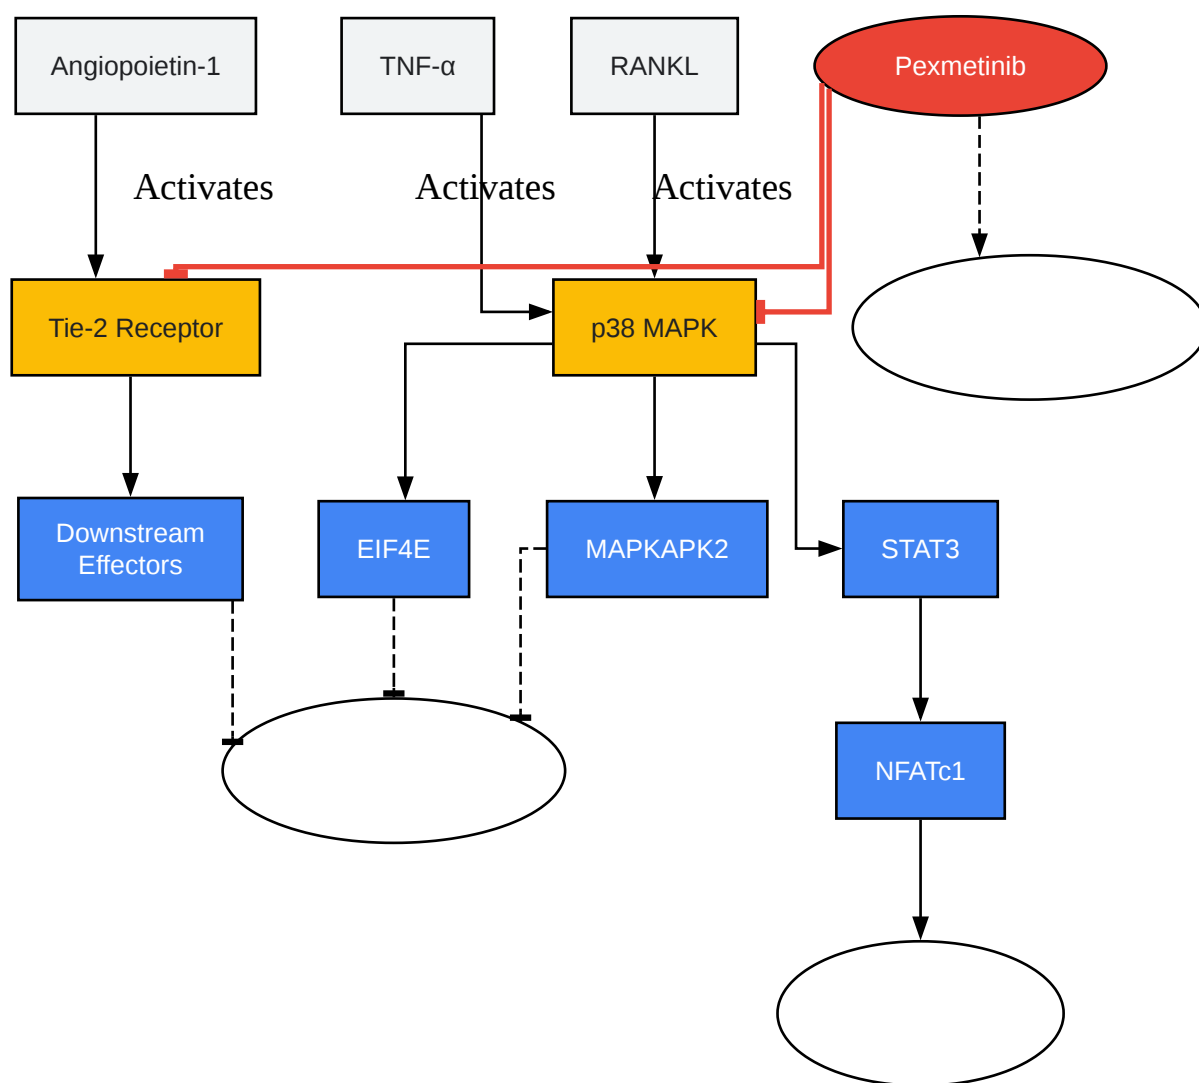 Angiopoietin-1
TNF-α
RANKL
Pexmetinib
Activates
Activates
Activates
Tie-2 Receptor
p38 MAPK
Downstream
Effectors
EIF4E
MAPKAPK2
STAT3
NFATc1